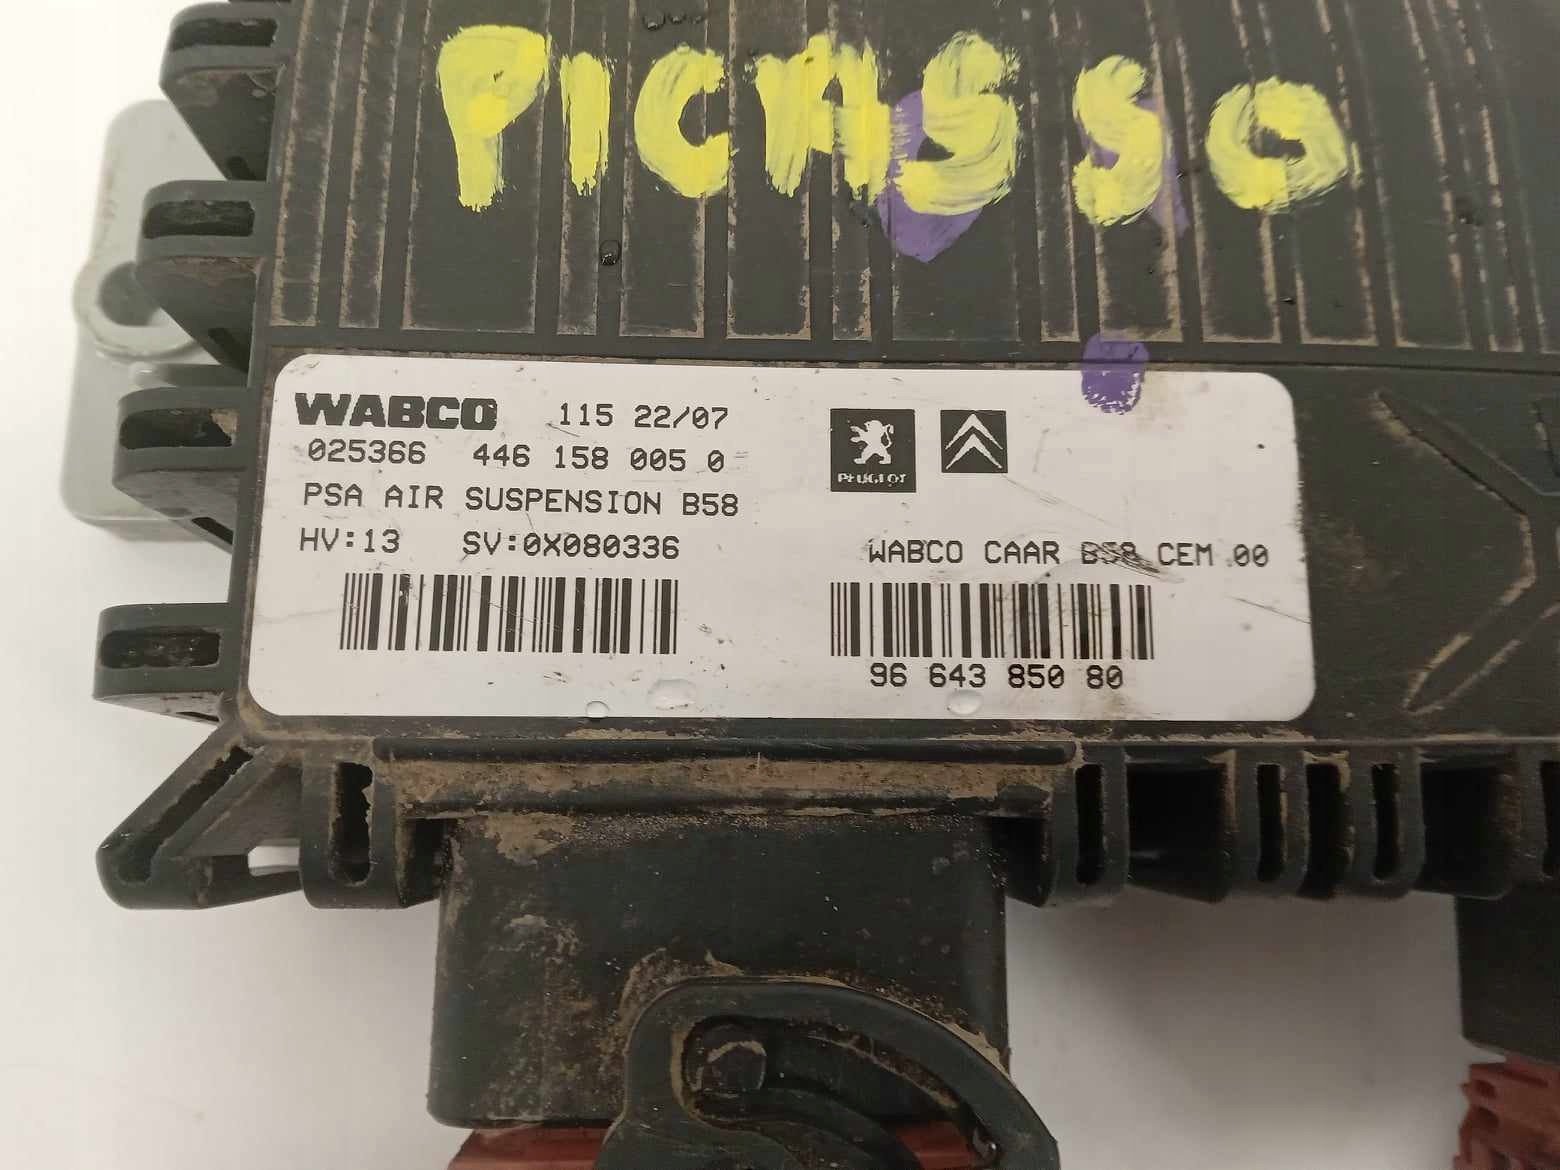 PICASSO
WABCO 115 22/07
025366 446 158 005 0
PSA AIR SUSPENSION B58
HV:13 SV:0X080336
PEUGEOT
WABCO CAAR B58 CEM 00
96 643 850 80